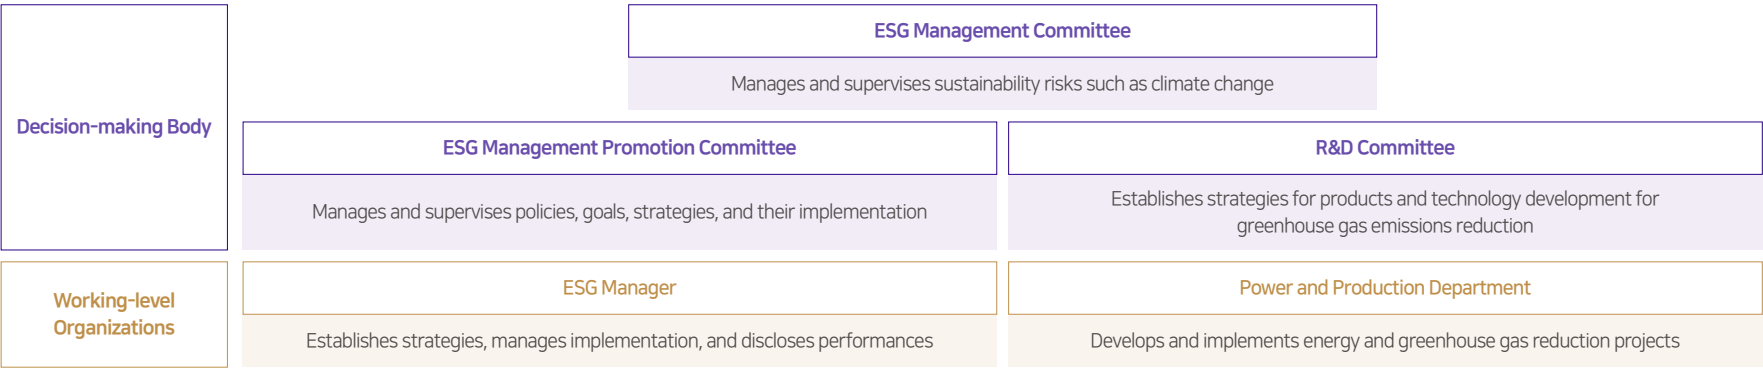 Decision-making Body
ESG Management Committee
Manages and supervises sustainability risks such as climate change
ESG Management Promotion Committee
Manages and supervises policies, goals, strategies, and their implementation
R&D Committee
Establishes strategies for products and technology development for
greenhouse gas emissions reduction
Working-level
Organizations
ESG Manager
Establishes strategies, manages implementation, and discloses performances
Power and Production Department
Develops and implements energy and greenhouse gas reduction projects